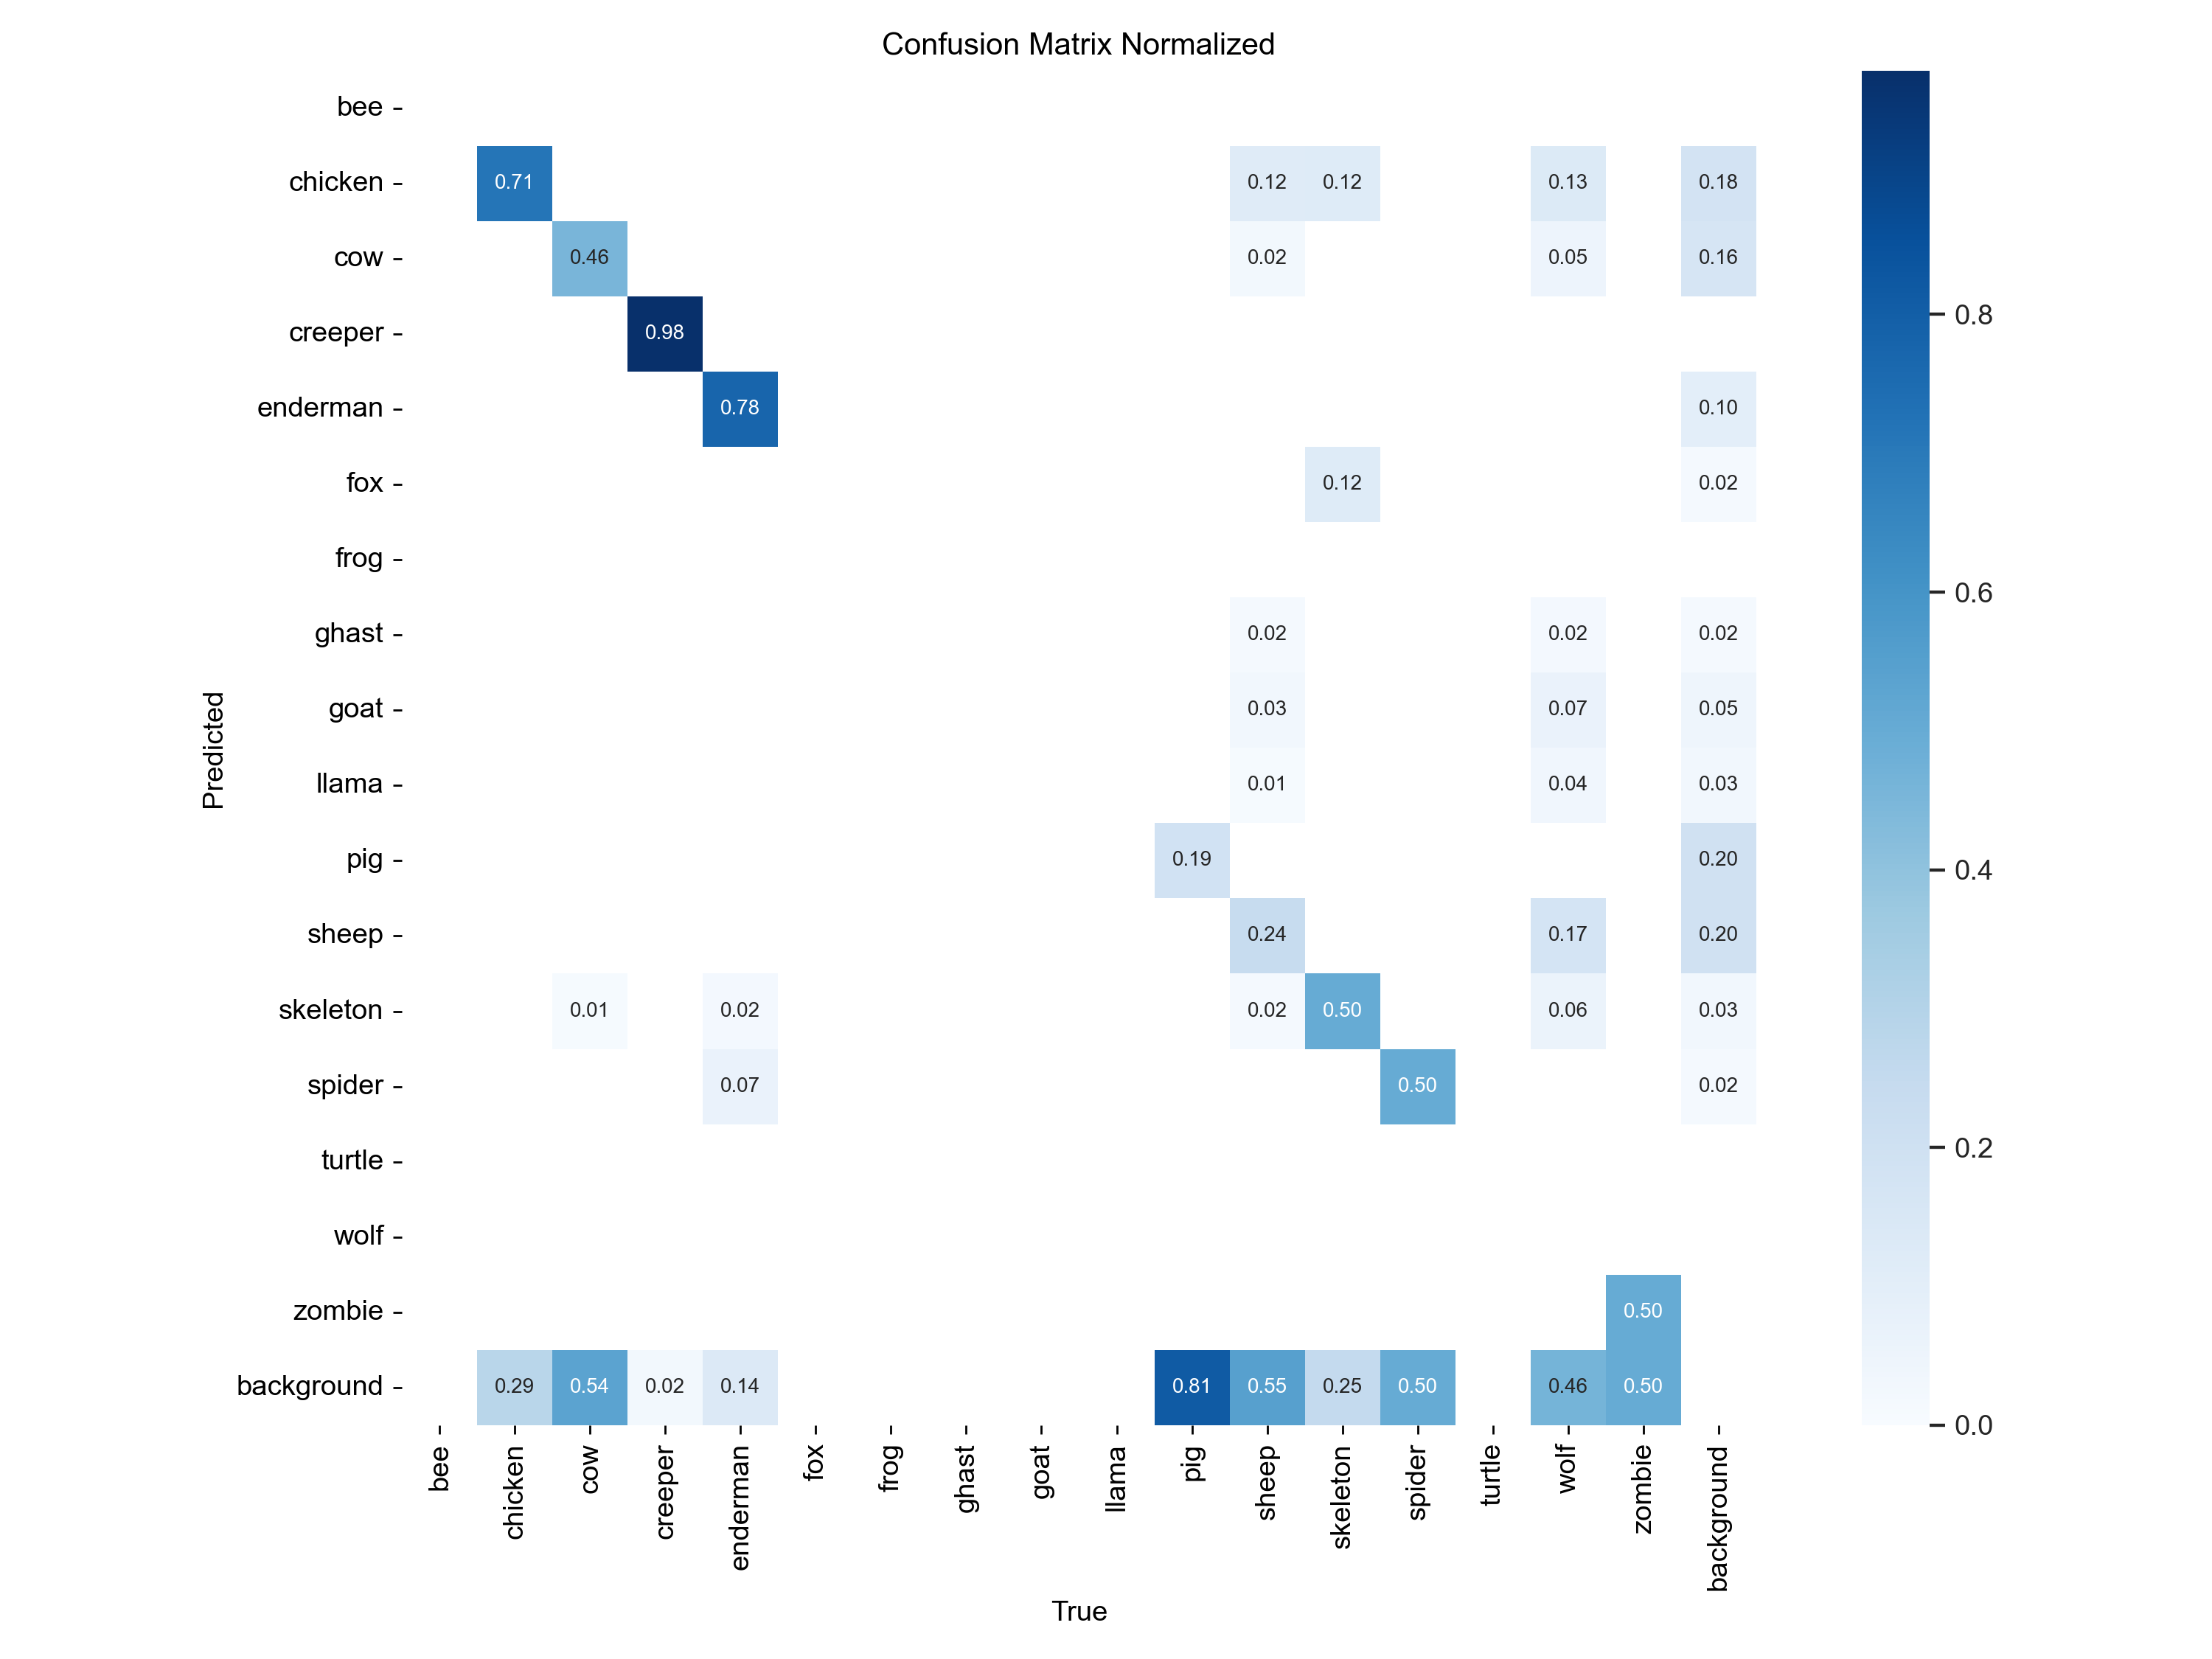 Confusion Matrix Normalized
bee
chicken 0.71 0.12 0.12 0.13 0.18
cow 0.46 0.02 0.05 0.16
creeper 0.98
0.8
enderman 0.78 0.10
fox 0.12 0.02
frog
0.6
ghast 0.02 0.02 0.02
goat 0.03 0.07 0.05
Predicted
llama 0.01 0.04 0.03
pig 0.19 0.20
0.4
sheep 0.24 0.17 0.20
skeleton 0.01 0.02 0.02 0.50 0.06 0.03
spider 0.07 0.50 0.02
turtle
0.2
wolf
zombie 0.50
background 0.29 0.54 0.02 0.14 0.81 0.55 0.25 0.50 0.46 0.50
0.0
bee chicken cow creeper enderman fox frog ghast goat llama pig sheep skeleton spider turtle wolf zombie background
True